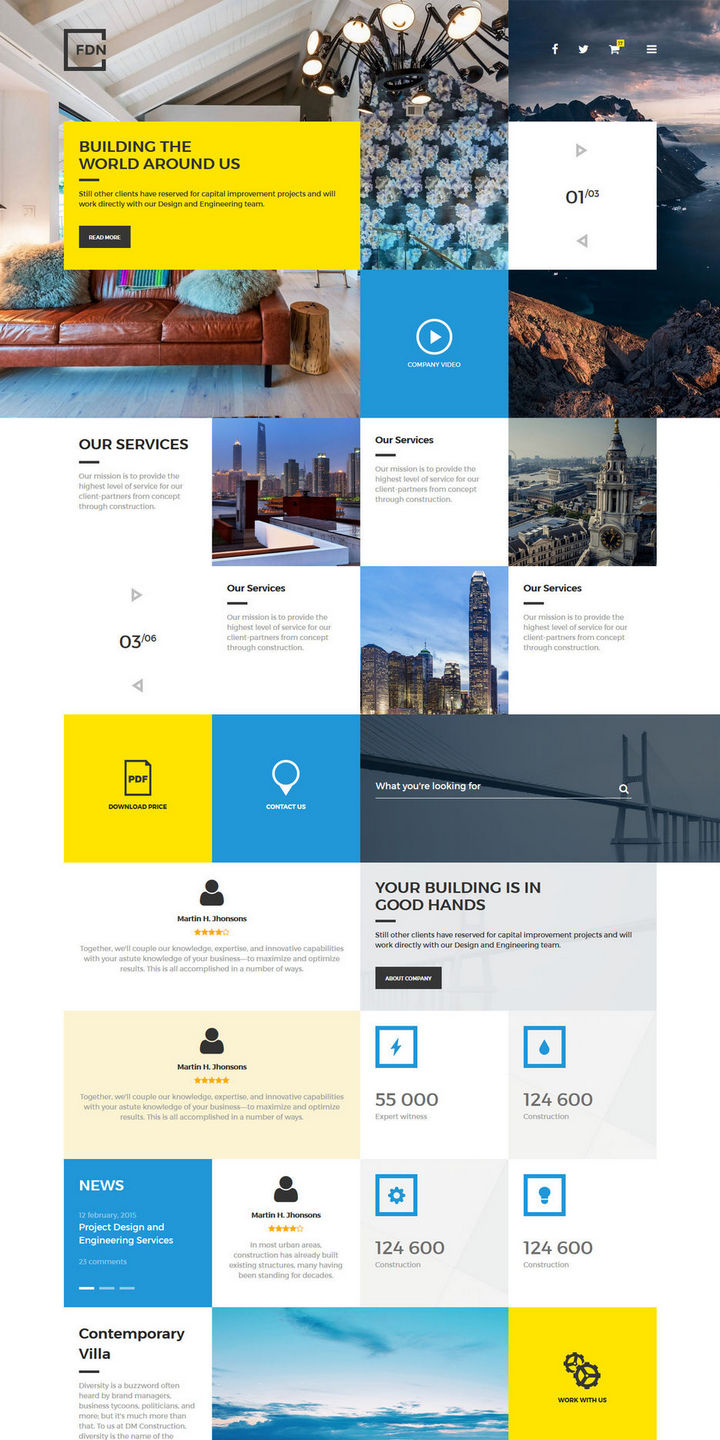 FDN
17
BUILDING THE
WORLD AROUND US
Still other clients have reserved for capital improvement projects and will
work directly with our Design and Engineering team.
READ MORE
01/03
COMPANY VIDEO
OUR SERVICES
Our mission is to provide the
highest level of service for our
client-partners from concept
through construction.
Our Services
Our mission is to provide the
highest level of service for our
client-partners from concept
through construction.
03/06
Our Services
Our mission is to provide the
highest level of service for our
client-partners from concept
through construction.
Our Services
Our mission is to provide the
highest level of service for our
client-partners from concept
through construction.
PDF
DOWNLOAD PRICE
CONTACT US
What you're looking for
Martin H. Jhonsons
Together, we'll couple our knowledge, expertise, and innovative capabilities
with your astute knowledge of your business—to maximize and optimize
results. This is all accomplished in a number of ways.
YOUR BUILDING IS IN
GOOD HANDS
Still other clients have reserved for capital improvement projects and will
work directly with our Design and Engineering team.
ABOUT COMPANY
Martin H. Jhonsons
Together, we'll couple our knowledge, expertise, and innovative capabilities
with your astute knowledge of your business—to maximize and optimize
results. This is all accomplished in a number of ways.
55 000
Expert witness
124 600
Construction
NEWS
12 february, 2015
Project Design and
Engineering Services
23 comments
Martin H. Jhonsons
In most urban areas,
construction has already built
existing structures, many having
been standing for decades.
124 600
Construction
124 600
Construction
Contemporary
Villa
Diversity is a buzzword often
heard by brand managers,
business tycoons, politicians, and
more; but it's much more than
that. To us at DM Construction,
diversity is the name of the
WORK WITH US